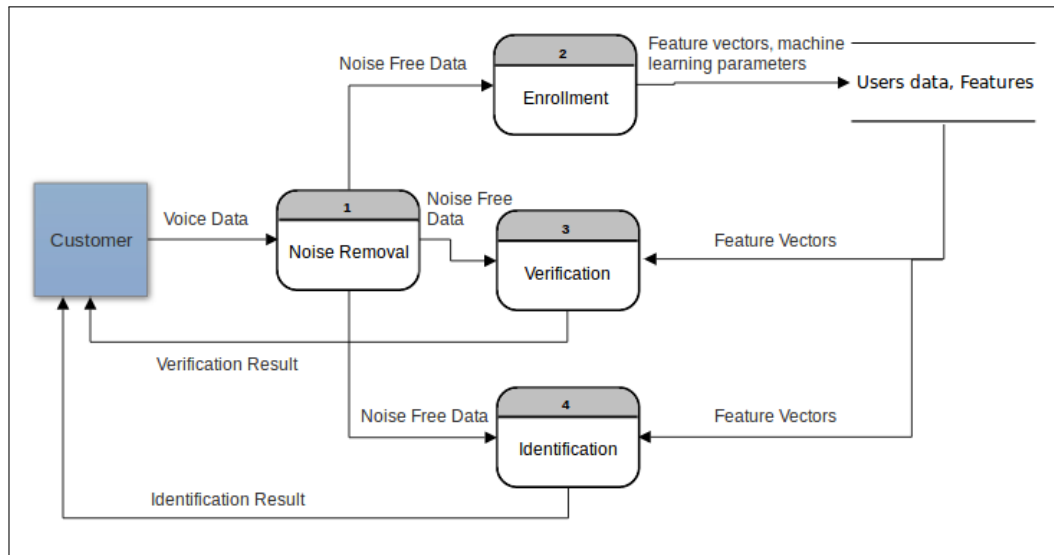 2
Enrollment
Noise Free Data
Feature vectors, machine
learning parameters
Users data, Features
Customer
Voice Data
1
Noise Removal
Noise Free
Data
3
Verification
Feature Vectors
Verification Result
4
Identification
Noise Free Data
Feature Vectors
Identification Result